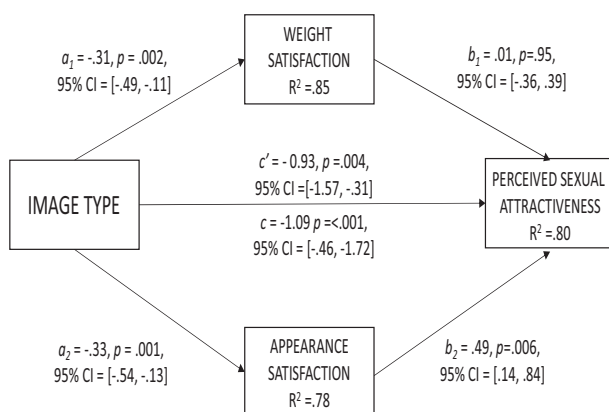 WEIGHT
SATISFACTION
R² =.85
a₁ = -.31, p = .002,
95% CI = [-.49, -.11]
b₁ = .01, p=.95,
95% CI = [-.36, .39]
IMAGE TYPE
c’ = - 0.93, p =.004,
95% CI =[-1.57, -.31]
c = -1.09 p =<.001,
95% CI = [-.46, -1.72]
PERCEIVED SEXUAL
ATTRACTIVENESS
R² =.80
a₂ = -.33, p = .001,
95% CI = [-.54, -.13]
APPEARANCE
SATISFACTION
R² =.78
b₂ = .49, p=.006,
95% CI = [.14, .84]